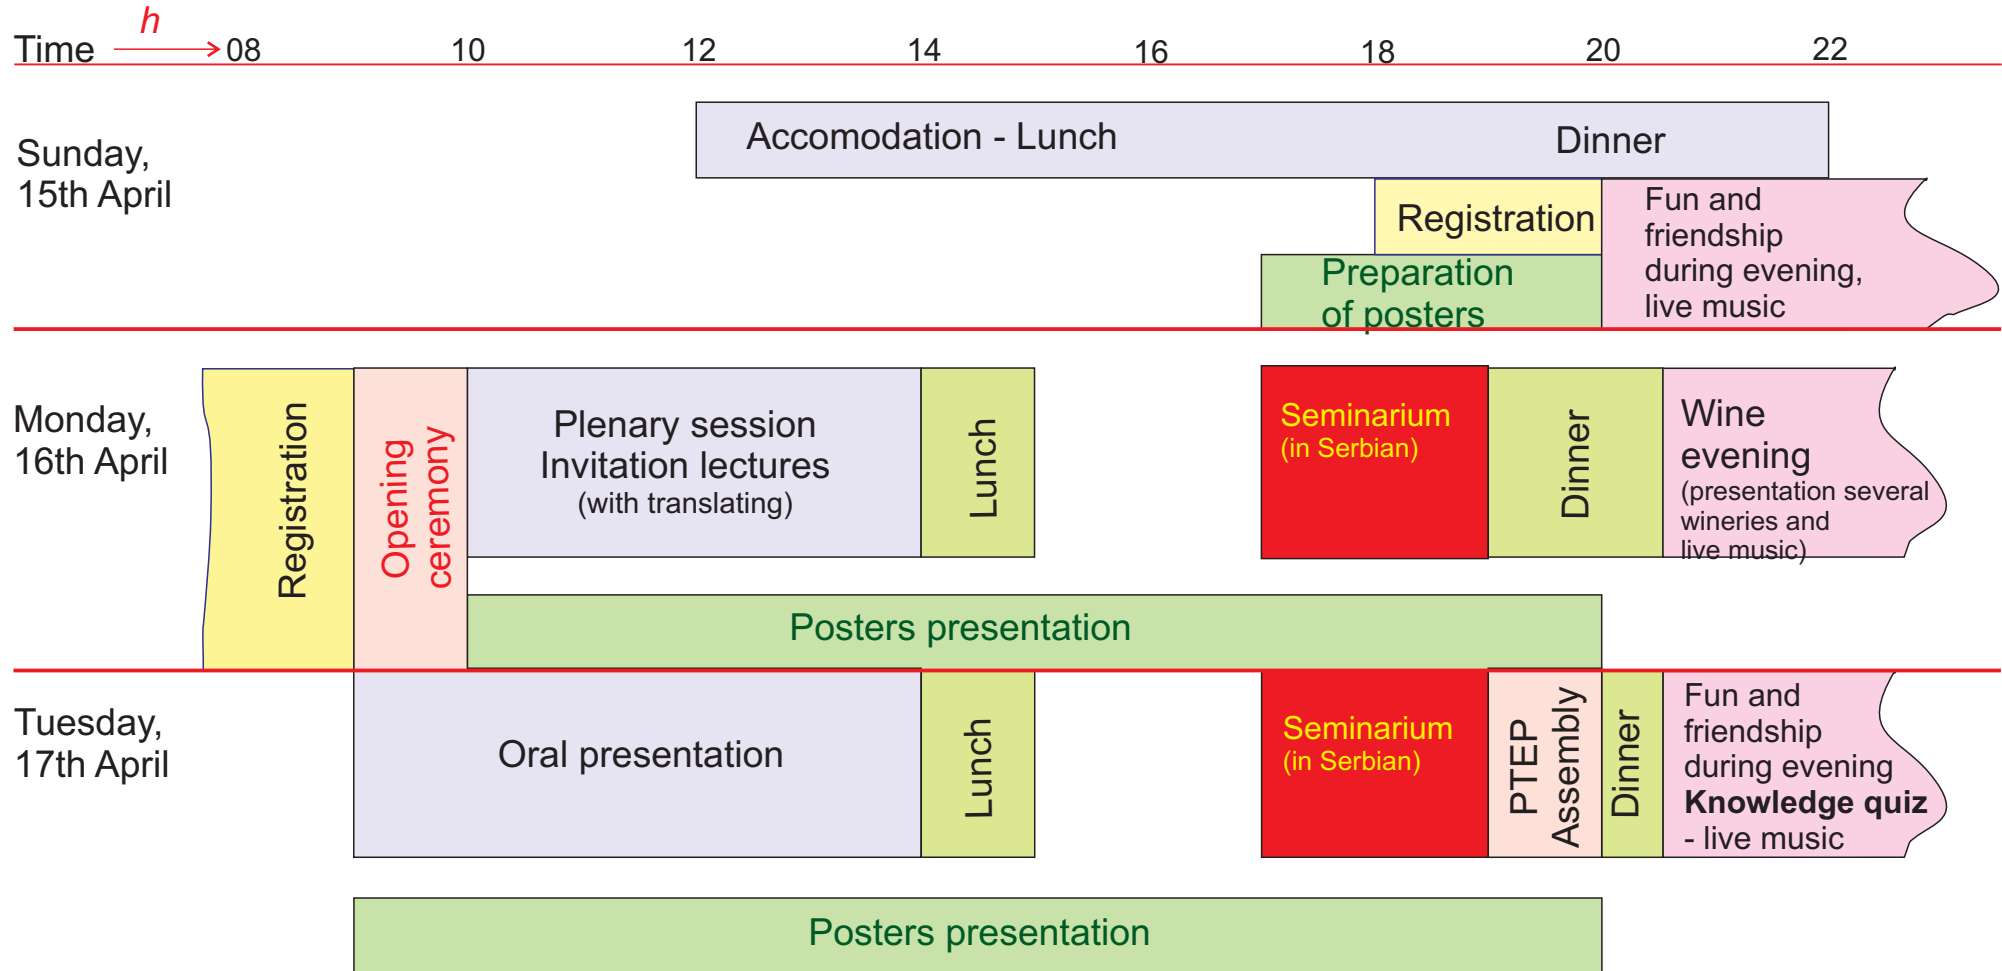 h
Time 08 10 12 14 16 18 20 22
Sunday,
15th April
Accomodation - Lunch
Dinner
Registration
Preparation
of posters
Fun and
friendship
during evening,
live music
Monday,
16th April
Registration
Opening
ceremony
Plenary session
Invitation lectures
(with translating)
Lunch
Seminarium
(in Serbian)
Dinner
Wine
evening
(presentation several
wineries and
live music)
Posters presentation
Tuesday,
17th April
Oral presentation
Lunch
Seminarium
(in Serbian)
PTEP
Assembly
Dinner
Fun and
friendship
during evening
Knowledge quiz
- live music
Posters presentation